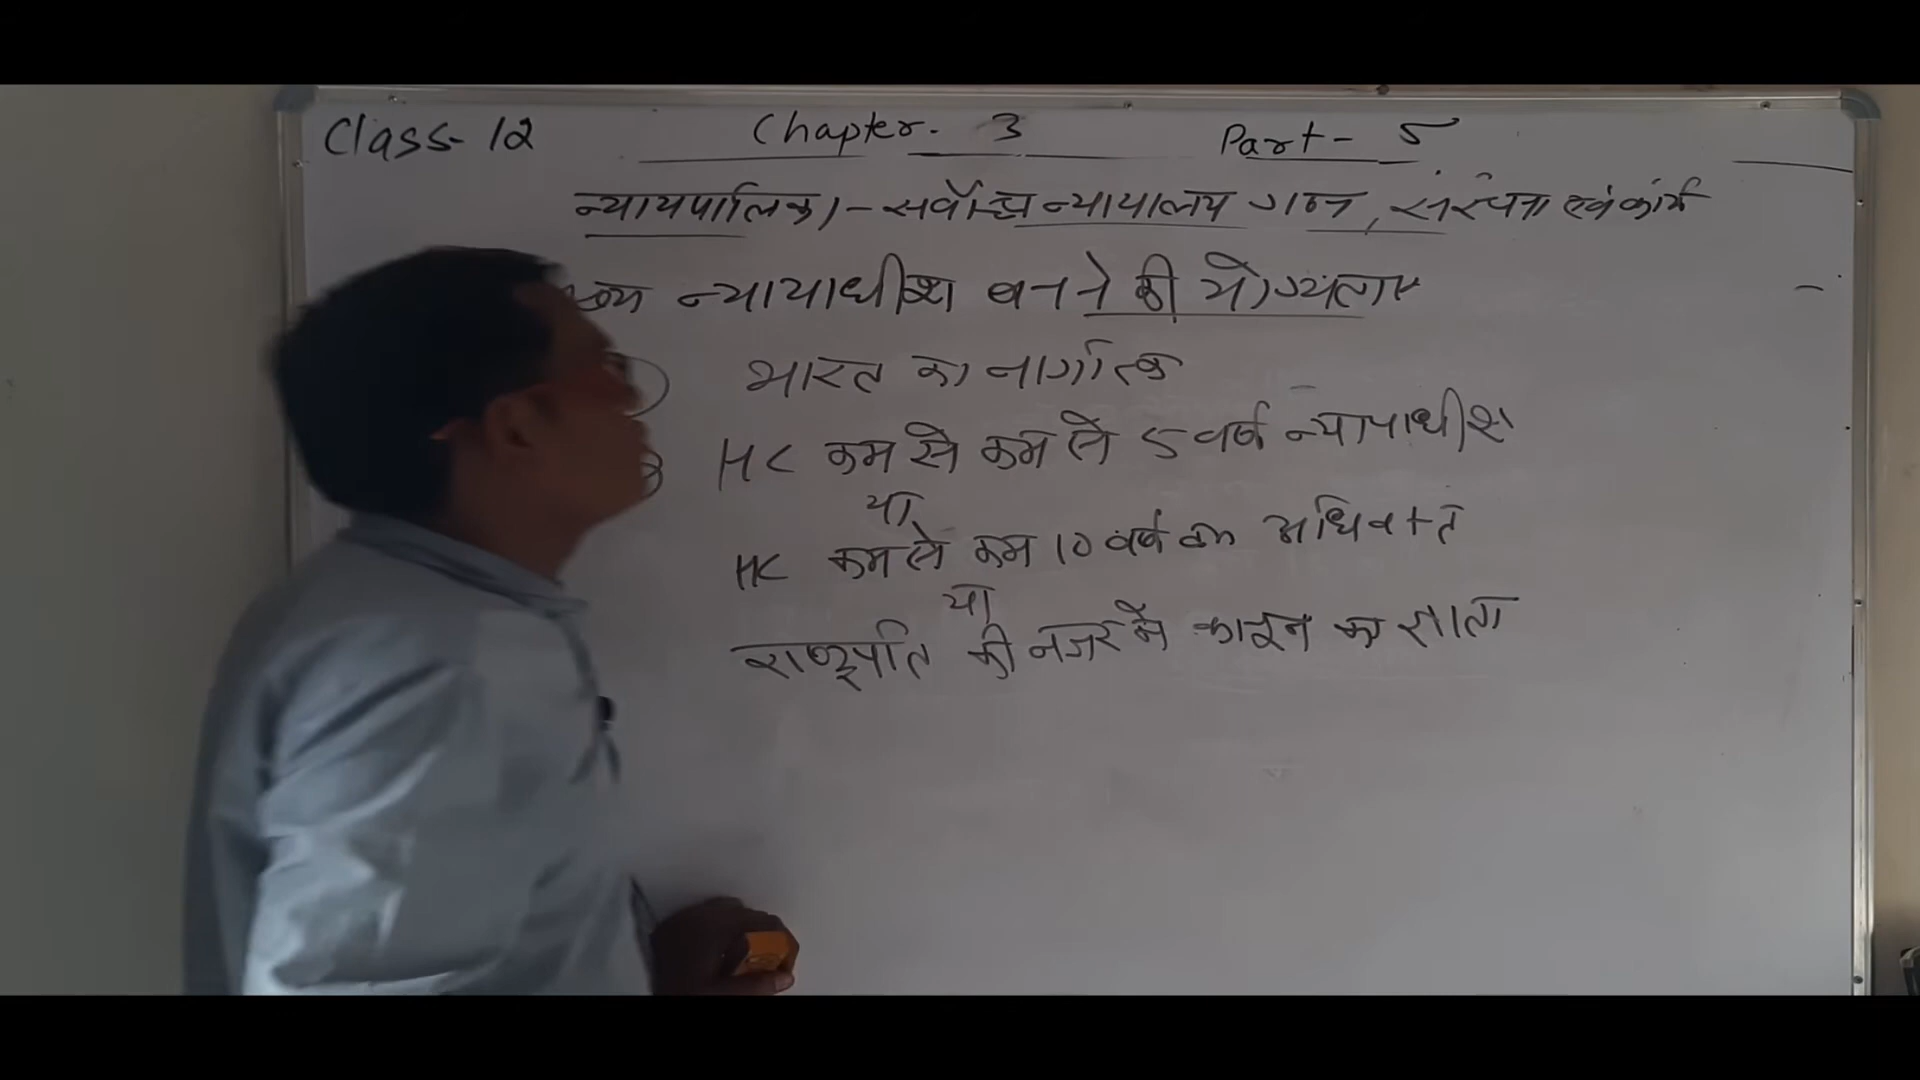 Class- 12 Chapter. 3 Part- 5
न्यायपालिका - सर्वोच्च न्यायालय गठन, संरचना एवं कार्य
न्यायाधीश बनने की योग्यताए
भारत का नागरिक
HC कम से कम से 5 वर्ष न्यायाधीश
या
HC कम से कम 10 वर्ष का अधिवक्ता
या
राष्ट्रपति की नजर में कानून का ज्ञाता